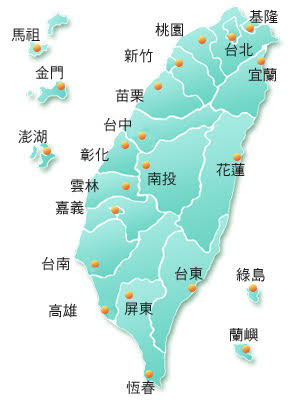 基隆
桃園
馬祖
台北
新竹
宜蘭
金門
苗栗
台中
澎湖
彰化
花蓮
南投
雲林
嘉義
台南
台東
綠島
高雄
屏東
蘭嶼
恆春